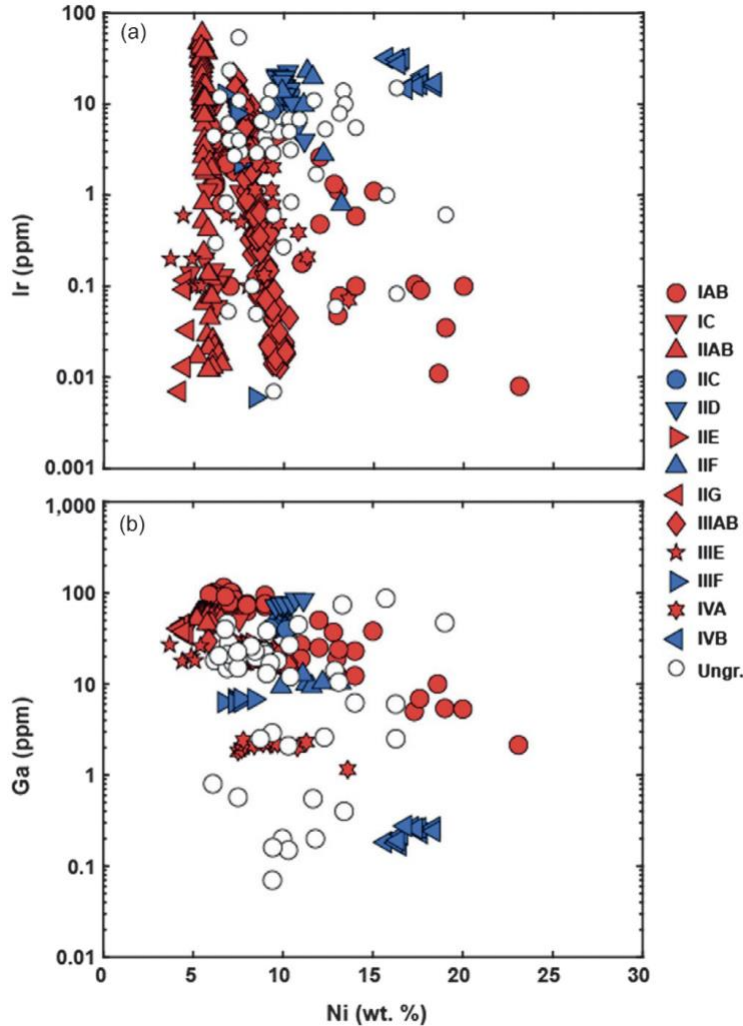 (a)
100
10
1
0.1
0.01
0.001
Ir (ppm)
(b)
1,000
100
10
1
0.1
0.01
Ga (ppm)
0
5
10
15
20
25
30
Ni (wt. %)
IAB
IC
IIAB
IIC
IID
IIE
IIF
IIG
IIIAB
IIIE
IIIF
IVA
IVB
Ungr.